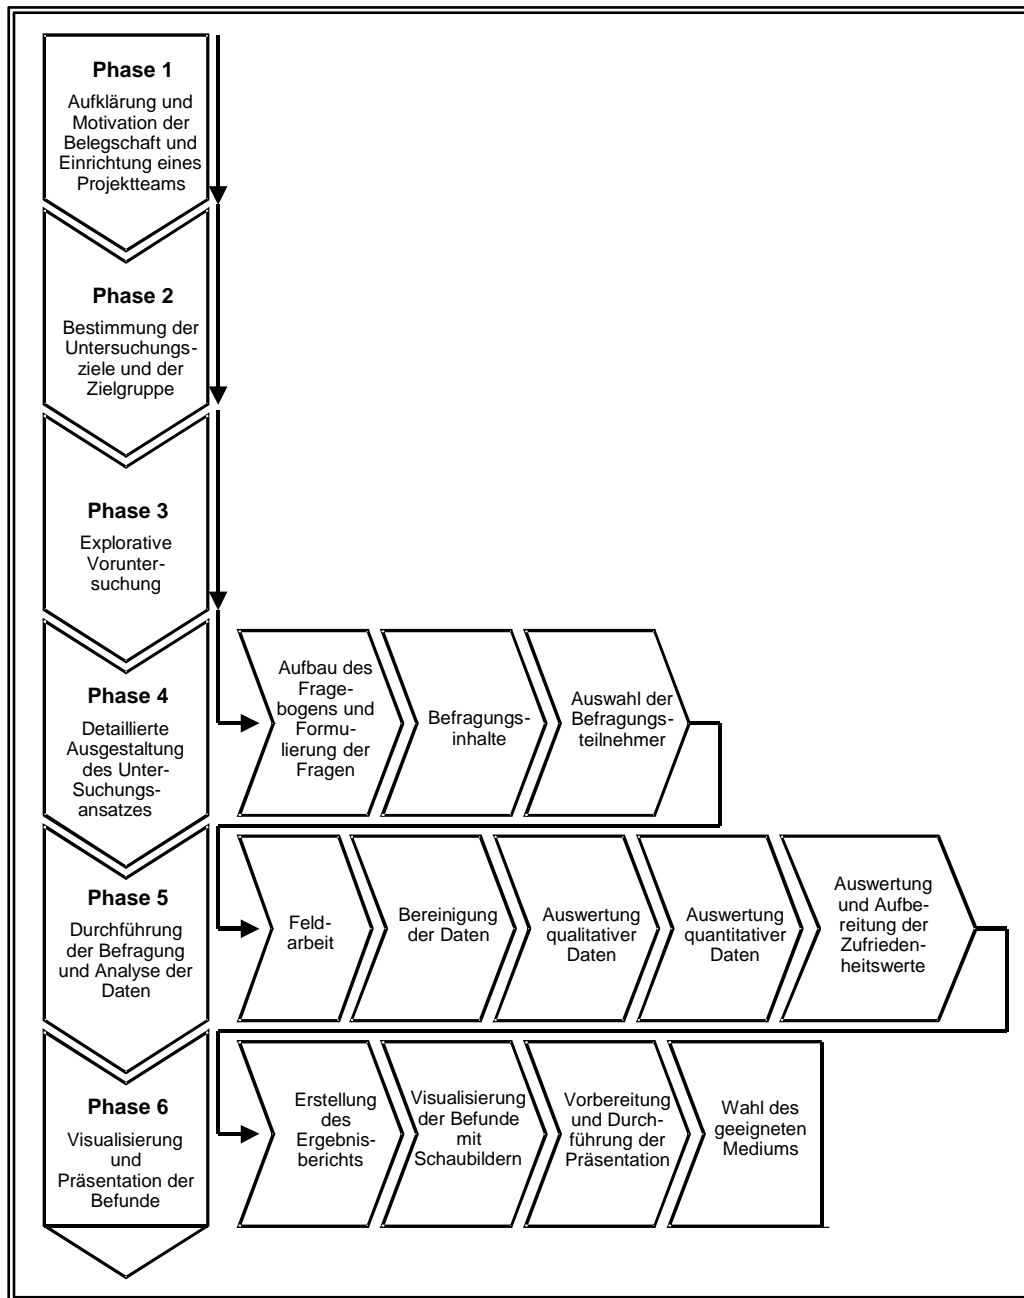 Phase 1
Aufklärung und
Motivation der
Belegschaft und
Einrichtung eines
Projektteams
Phase 2
Bestimmung der
Untersuchungs-
ziele und der
Zielgruppe
Phase 3
Explorative
Vorunter-
suchung
Phase 4
Detaillierte
Ausgestaltung
des Unter-
Suchungs-
ansatzes
Aufbau des
Frage-
bogens und
Formu-
lierung der
Fragen
Befragungs-
inhalte
Auswahl der
Befragungs-
teilnehmer
Phase 5
Durchführung
der Befragung
und Analyse der
Daten
Feld-
arbeit
Bereinigung
der Daten
Auswertung
qualitativer
Daten
Auswertung
quantitativer
Daten
Auswertung
und Aufbe-
reitung der
Zufrieden-
heitswerte
Phase 6
Visualisierung
und
Präsentation der
Befunde
Erstellung
des
Ergebnis-
berichts
Visualisierung
der Befunde
mit
Schaubildern
Vorbereitung
und Durch-
führung der
Präsentation
Wahl des
geeigneten
Mediums